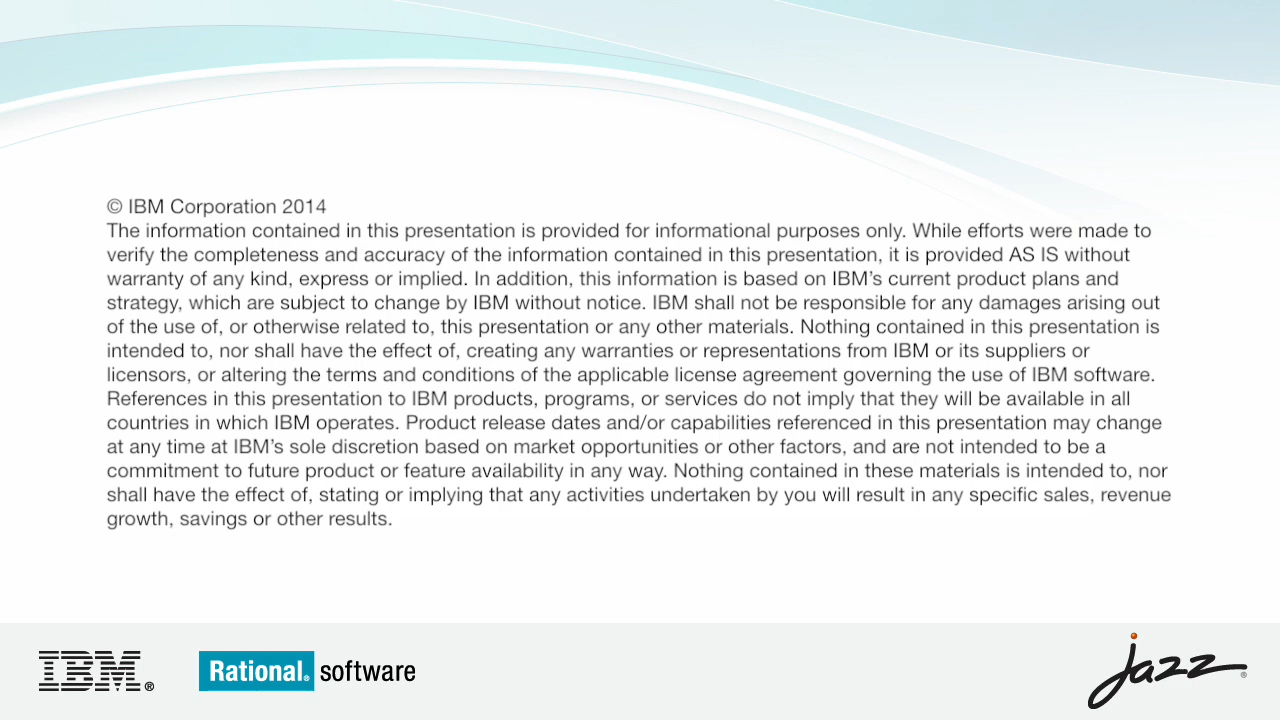 © IBM Corporation 2014
The information contained in this presentation is provided for informational purposes only. While efforts were made to
verify the completeness and accuracy of the information contained in this presentation, it is provided AS IS without
warranty of any kind, express or implied. In addition, this information is based on IBM’s current product plans and
strategy, which are subject to change by IBM without notice. IBM shall not be responsible for any damages arising out
of the use of, or otherwise related to, this presentation or any other materials. Nothing contained in this presentation is
intended to, nor shall have the effect of, creating any warranties or representations from IBM or its suppliers or
licensors, or altering the terms and conditions of the applicable license agreement governing the use of IBM software.
References in this presentation to IBM products, programs, or services do not imply that they will be available in all
countries in which IBM operates. Product release dates and/or capabilities referenced in this presentation may change
at any time at IBM’s sole discretion based on market opportunities or other factors, and are not intended to be a
commitment to future product or feature availability in any way. Nothing contained in these materials is intended to, nor
shall have the effect of, stating or implying that any activities undertaken by you will result in any specific sales, revenue
growth, savings or other results.
IBM® Rational® software jazz®